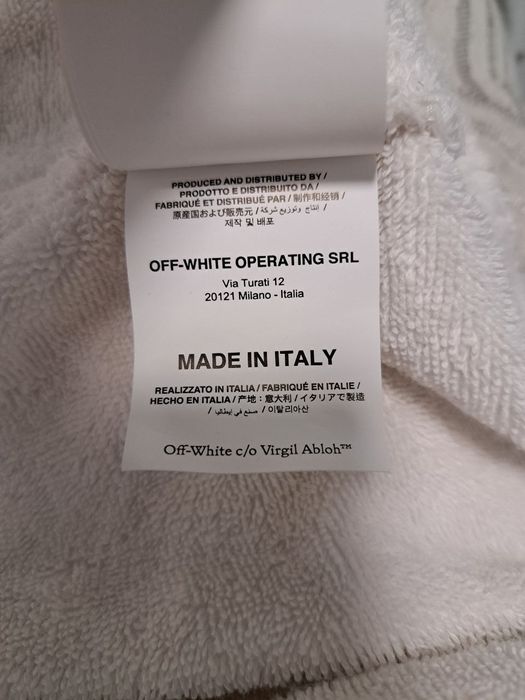 PRODUCED AND DISTRIBUTED BY /
PRODOTTO E DISTRIBUITO DA /
FABRIQUÉ ET DISTRIBUÉ PAR / 制作和经销 /
原産国および販売元 / إنتاج وتوزيع شركة /
제작 및 배포
OFF-WHITE OPERATING SRL
Via Turati 12
20121 Milano - Italia
MADE IN ITALY
REALIZZATO IN ITALIA / FABRIQUÉ EN ITALIE /
HECHO EN ITALIA / 产地：意大利 / イタリアで製造
/ صنع في إيطاليا / 이탈리아산
Off-White c/o Virgil Abloh™